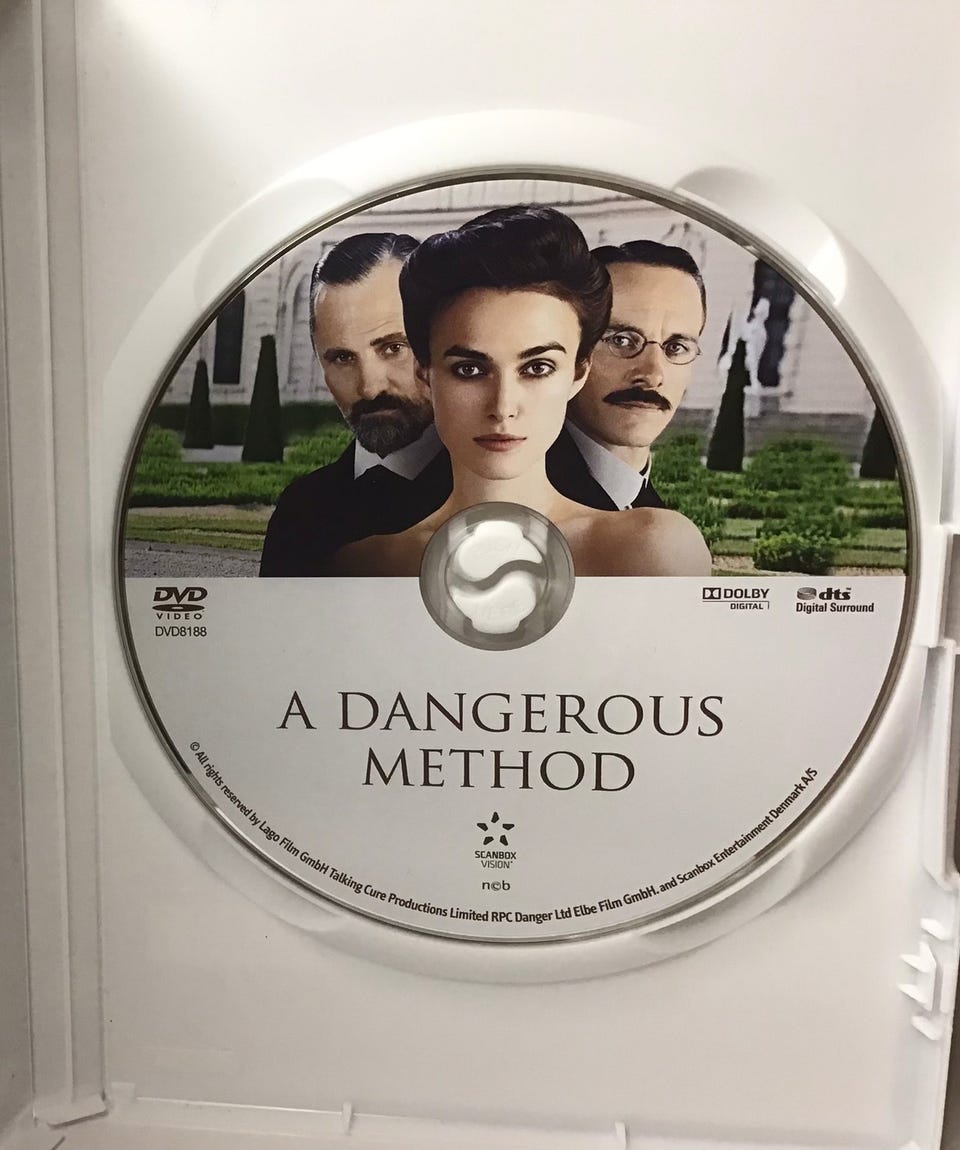 DVD
VIDEO
DVD8188
DOLBY
DIGITAL
dts
Digital Surround
A DANGEROUS
METHOD
SCANBOX
VISION
ncb
© All rights reserved by Lago Film GmbH Talking Cure Productions Limited RPC Danger Ltd Elbe Film GmbH. and Scanbox Entertainment Denmark A/S